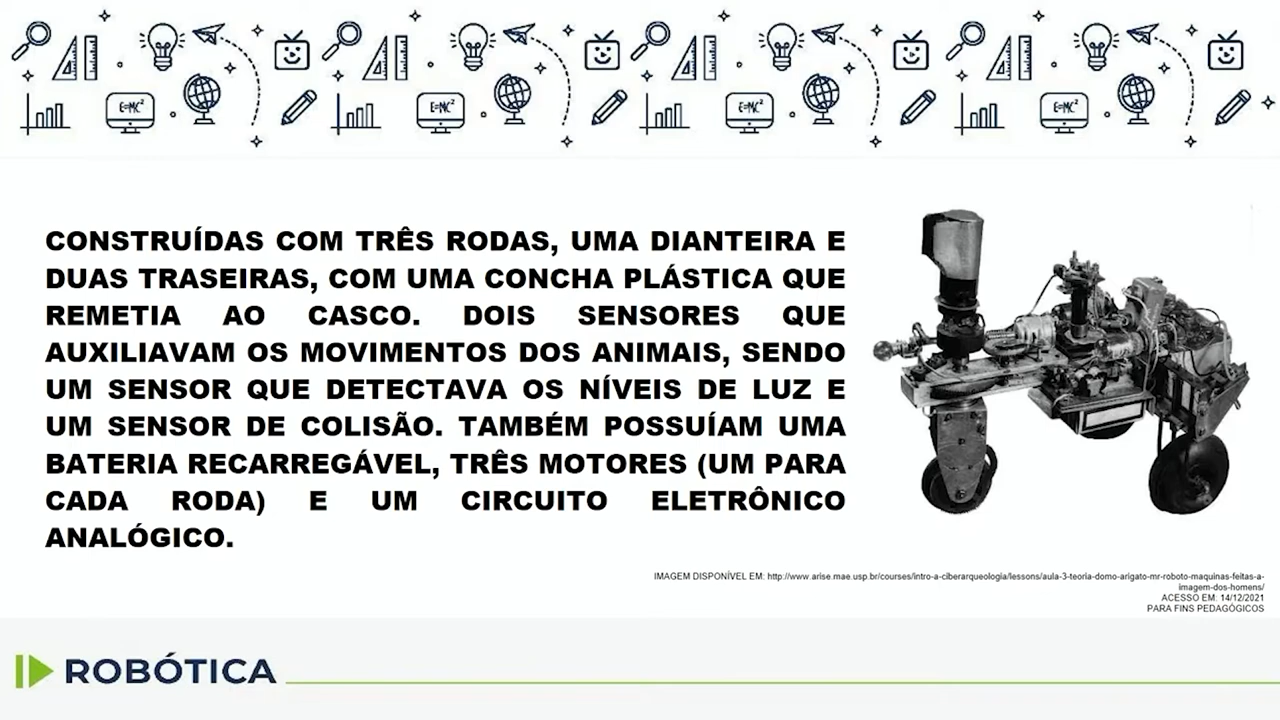 E=MC² E=MC² E=MC² E=MC²
CONSTRUÍDAS COM TRÊS RODAS, UMA DIANTEIRA E
DUAS TRASEIRAS, COM UMA CONCHA PLÁSTICA QUE
REMETIA AO CASCO. DOIS SENSORES QUE
AUXILIAVAM OS MOVIMENTOS DOS ANIMAIS, SENDO
UM SENSOR QUE DETECTAVA OS NÍVEIS DE LUZ E
UM SENSOR DE COLISÃO. TAMBÉM POSSUÍAM UMA
BATERIA RECARREGÁVEL, TRÊS MOTORES (UM PARA
CADA RODA) E UM CIRCUITO ELETRÔNICO
ANALÓGICO.
IMAGEM DISPONÍVEL EM: http://www.arise.mae.usp.br/courses/intro-a-ciberarqueologia/lessons/aula-3-teoria-domo-arigato-mr-roboto-maquinas-feitas-a-
imagem-dos-homens/
ACESSO EM: 14/12/2021
PARA FINS PEDAGÓGICOS
ROBÓTICA